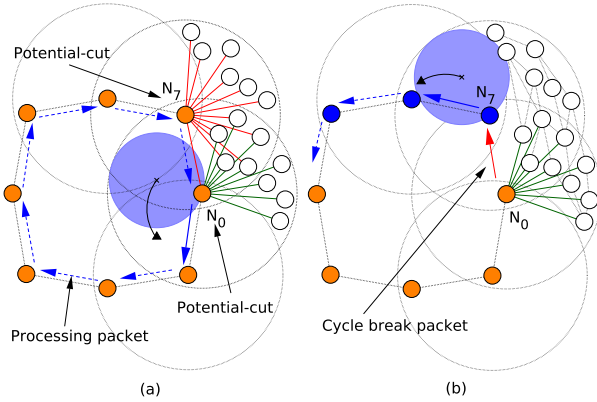 Potential-cut
N7
N0
Potential-cut
Processing packet
(a)
N7
N0
Cycle break packet
(b)